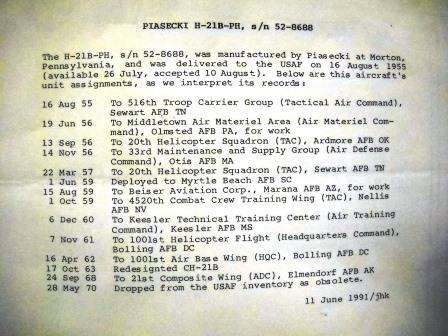 PIASECKI H-21B-PH, s/n 52-8688
The H-21B-PH, s/n 52-8688, was manufactured by Piasecki at Morton,
Pennsylvania, and was delivered to the USAF on 16 August 1955
(available 26 July, accepted 10 August). Below are this aircraft's
unit assignments, as we interpret its records:
16 Aug 55 To 516th Troop Carrier Group (Tactical Air Command),
Sewart AFB TN
19 Jun 56 To Middletown Air Materiel Area (Air Materiel Com-
mand), Olmsted AFB PA, for work
13 Sep 56 To 20th Helicopter Squadron (TAC), Ardmore AFB OK
14 Nov 56 To 33rd Maintenance and Supply Group (Air Defense
Command), Otis AFB MA
22 Mar 57 To 20th Helicopter Squadron (TAC), Sewart AFB TN
1 Jun 59 Deployed to Myrtle Beach AFB SC
15 Aug 59 To Beiser Aviation Corp., Marana AFB AZ, for work
1 Oct 59 To 4520th Combat Crew Training Wing (TAC), Nellis
AFB NV
6 Dec 60 To Keesler Technical Training Center (Air Training
Command), Keesler AFB MS
7 Nov 61 To 1001st Helicopter Flight (Headquarters Command),
Bolling AFB DC
16 Apr 62 To 1001st Air Base Wing (HQC), Bolling AFB DC
17 Oct 63 Redesignted CH-21B
24 Sep 68 To 21st Composite Wing (ADC), Elmendorf AFB AK
28 May 70 Dropped from the USAF inventory as obsolete.
11 June 1991/jhk